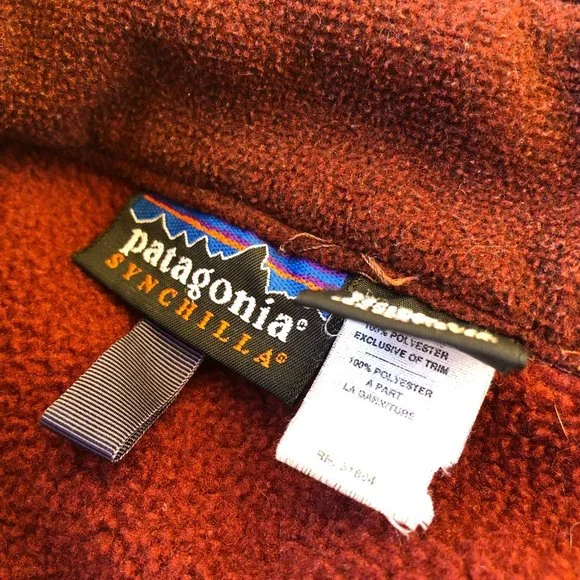 patagonia®
SYNCHILLA®
100% POLYESTER
EXCLUSIVE OF TRIM
100% POLYESTER
A PART
LA GARNITURE